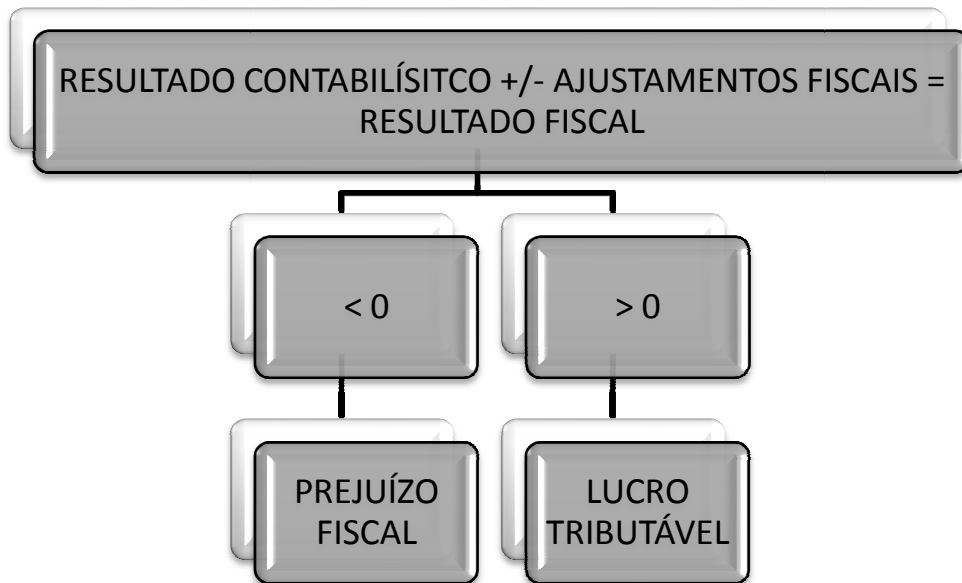 RESULTADO CONTABILÍSITCO +/- AJUSTAMENTOS FISCAIS =
RESULTADO FISCAL
< 0
> 0
PREJUÍZO
FISCAL
LUCRO
TRIBUTÁVEL